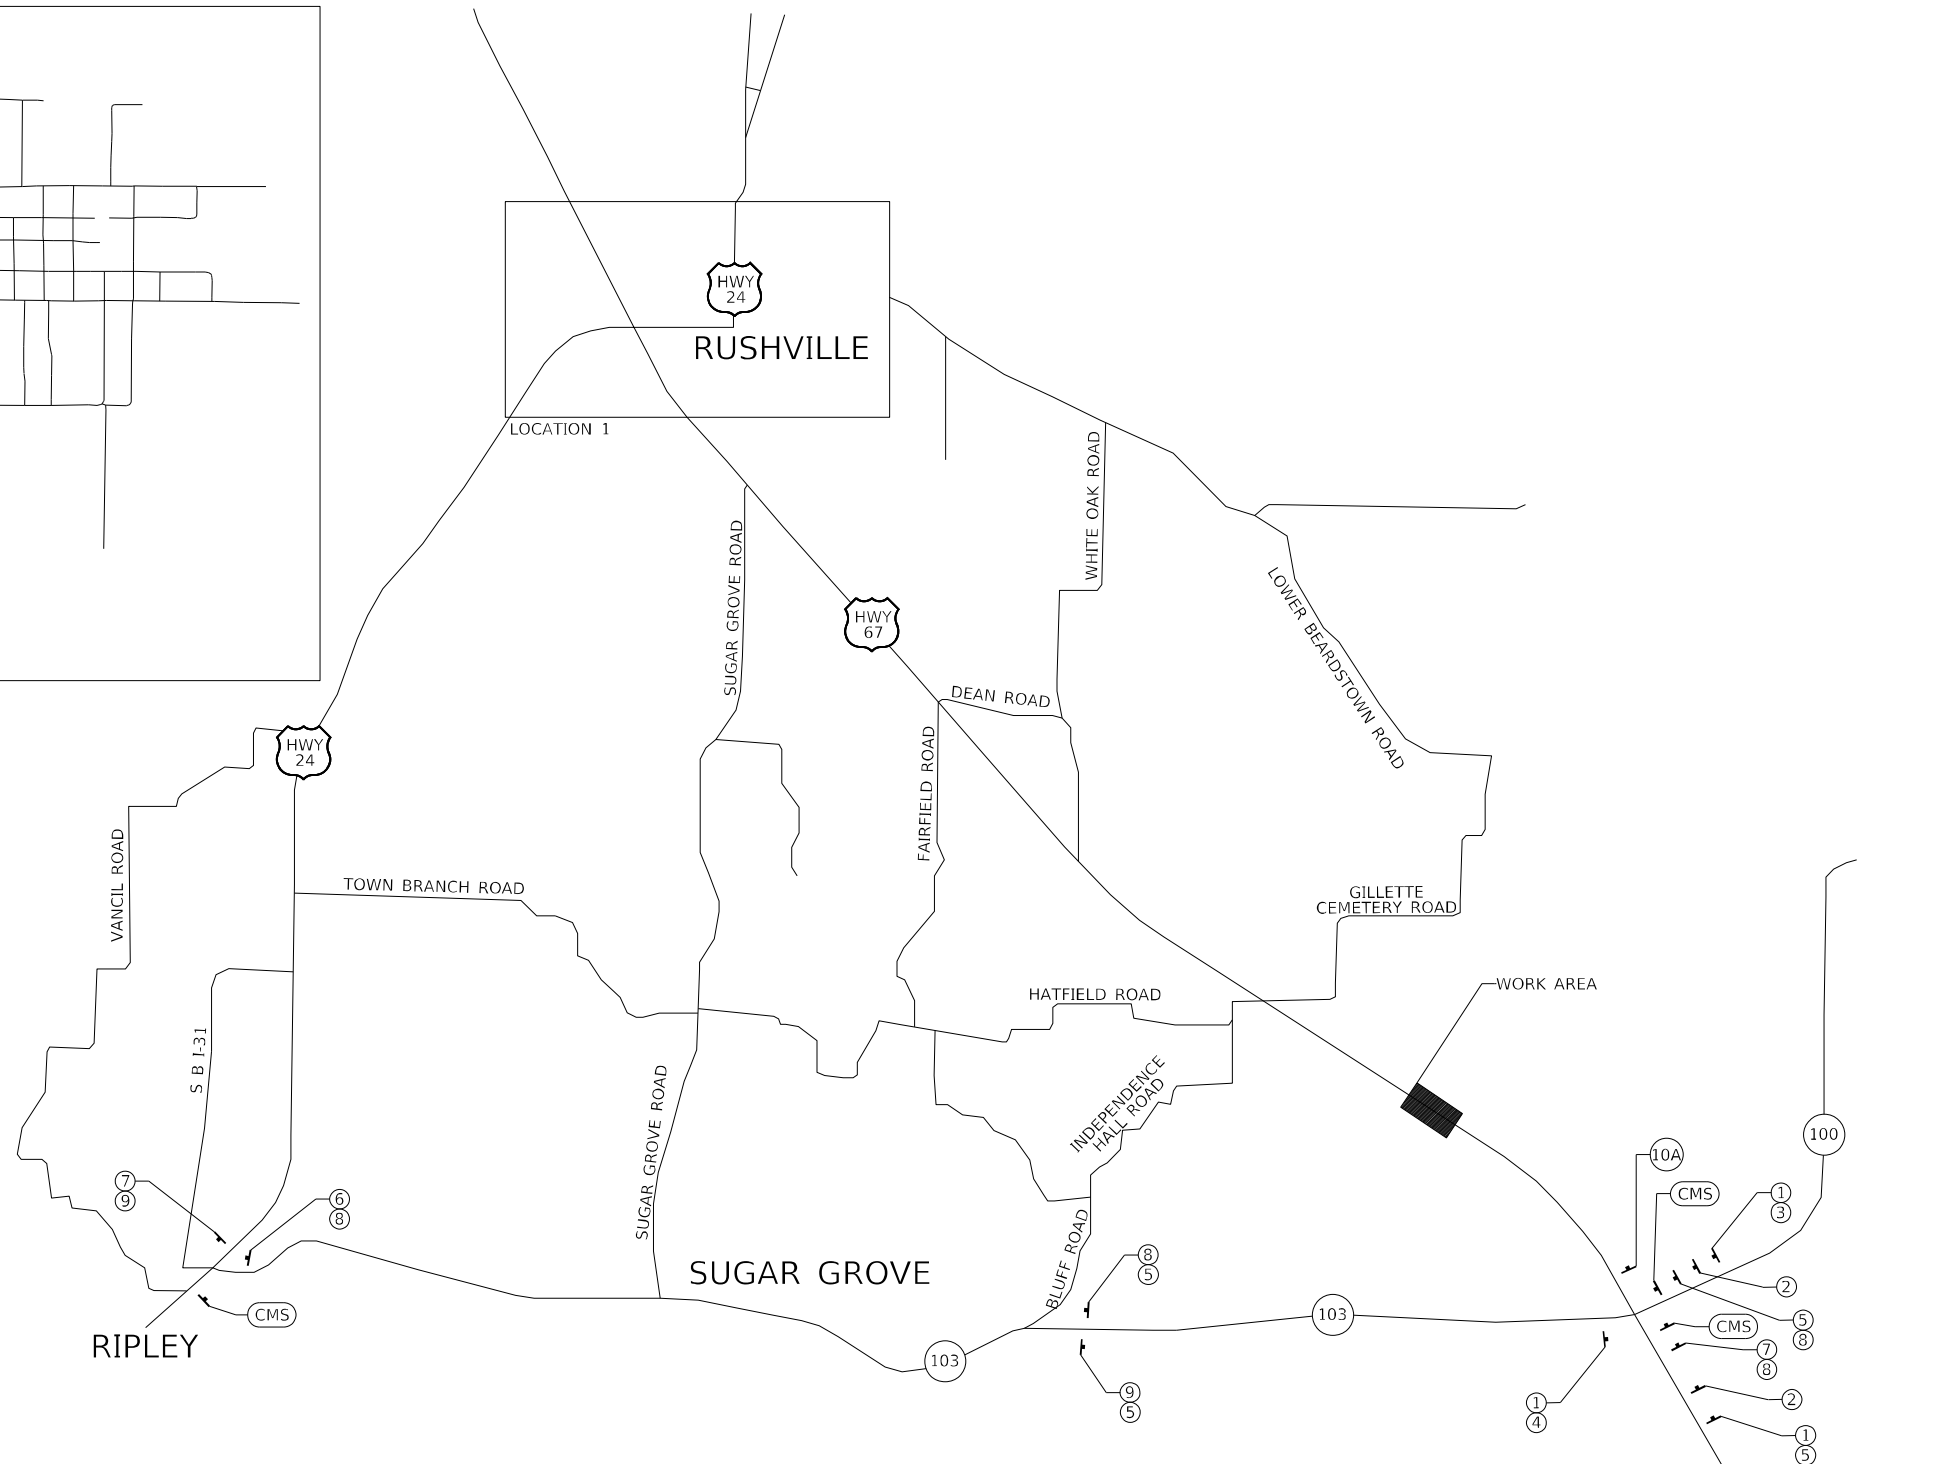 HWY
24
RUSHVILLE
LOCATION 1
WHITE OAK ROAD
SUGAR GROVE ROAD
LOWER BEARDSTOWN ROAD
HWY
67
DEAN ROAD
HWY
24
FAIRFIELD ROAD
VANCIL ROAD
TOWN BRANCH ROAD
GILLETTE
CEMETERY ROAD
HATFIELD ROAD
WORK AREA
S B I-31
SUGAR GROVE ROAD
INDEPENDENCE
HALL ROAD
100
10A
7
9
6
8
CMS
1
3
BLUFF ROAD
8
5
SUGAR GROVE
2
CMS
103
5
8
CMS
RIPLEY
103
7
8
9
5
1
4
2
1
5